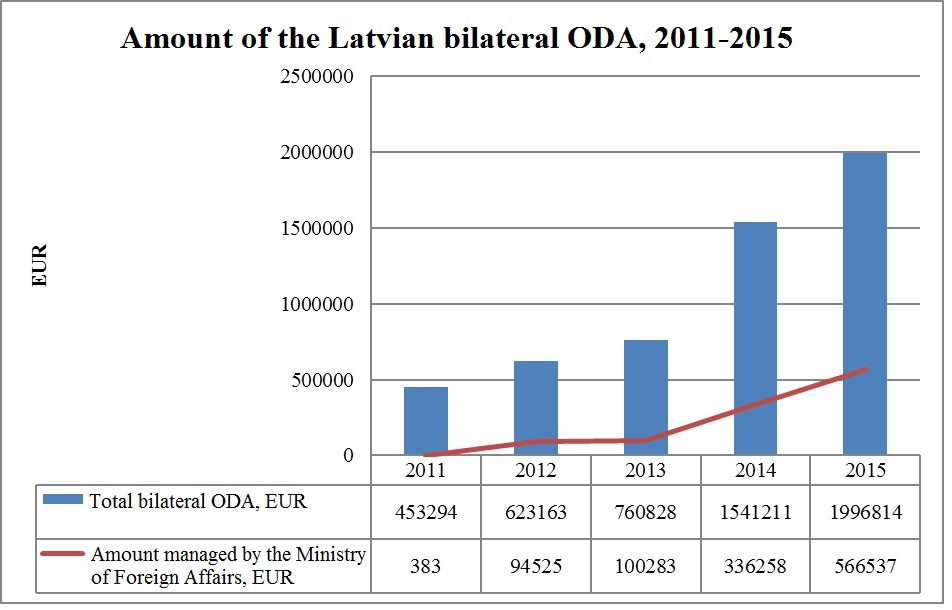 Amount of the Latvian bilateral ODA, 2011-2015
EUR
2500000
2000000
1500000
1000000
500000
0
2011 2012 2013 2014 2015
Total bilateral ODA, EUR 453294 623163 760828 1541211 1996814
Amount managed by the Ministry
of Foreign Affairs, EUR 383 94525 100283 336258 566537